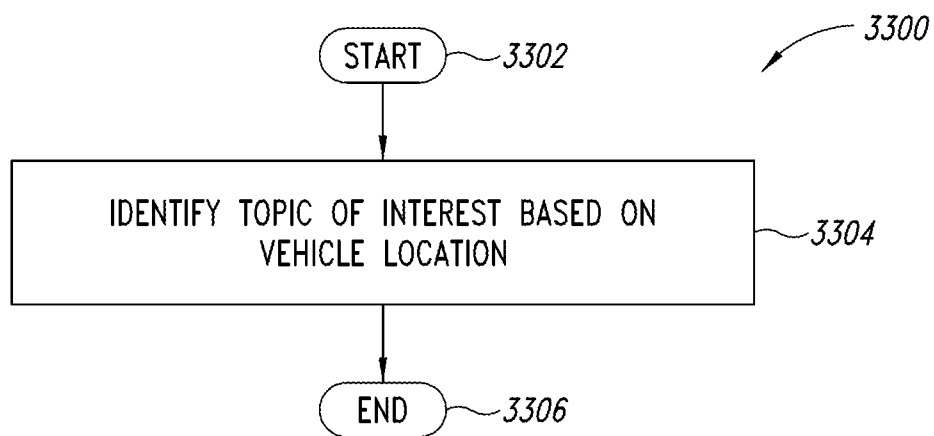 3300
START 3302
IDENTIFY TOPIC OF INTEREST BASED ON
VEHICLE LOCATION
3304
END 3306